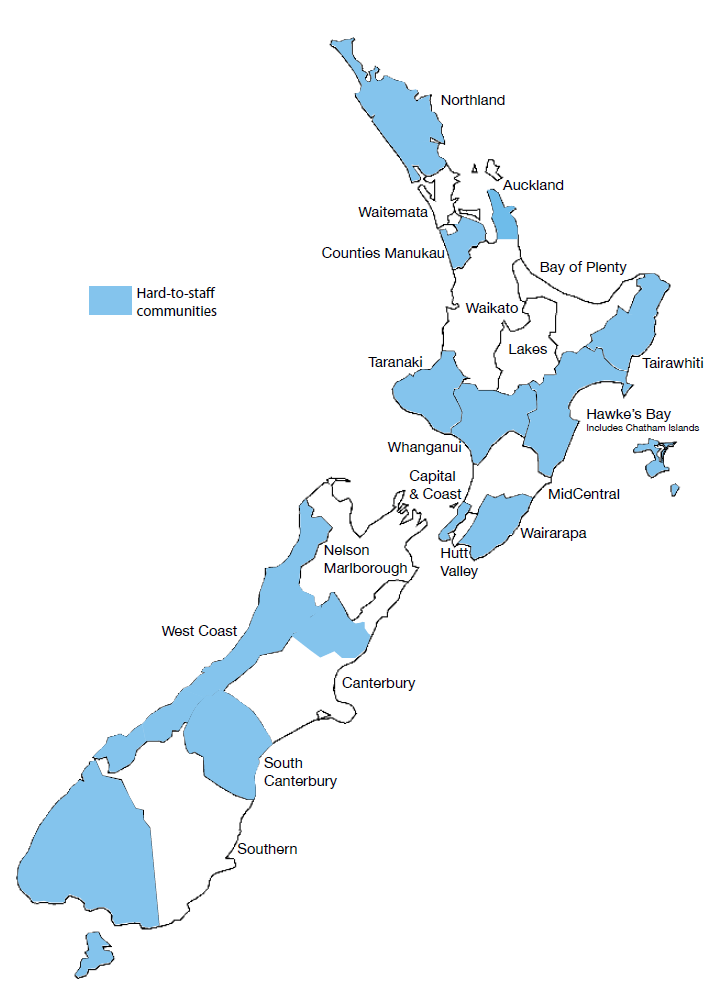 Northland
Auckland
Waitemata
Counties Manukau
Bay of Plenty
Hard-to-staff
communities
Waikato
Lakes
Taranaki
Tairawhiti
Hawke's Bay
Includes Chatham Islands
Whanganui
Capital
& Coast
MidCentral
Wairarapa
Hutt
Valley
Nelson
Marlborough
West Coast
Canterbury
South
Canterbury
Southern